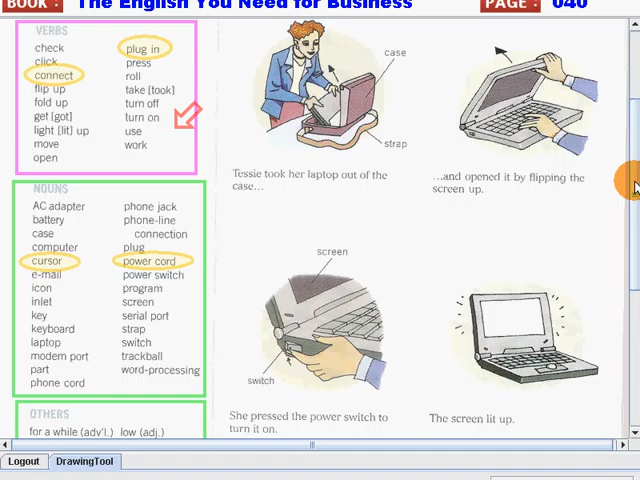 BOOK : The English You Need for Business PAGE : 040
VERBS
check
click
connect
flip up
fold up
get [got]
light [lit] up
move
open
plug in
press
roll
take [took]
turn off
turn on
use
work
NOUNS
AC adapter
battery
case
computer
cursor
e-mail
icon
inlet
key
keyboard
laptop
modem port
part
phone cord
phone jack
phone-line
connection
plug
power cord
power switch
program
screen
serial port
strap
switch
trackball
word-processing
OTHERS
for a while (adv'l.) low (adj.)
case
strap
Tessie took her laptop out of the
case…
…and opened it by flipping the
screen up.
screen
switch
She pressed the power switch to
turn it on.
The screen lit up.
Logout
DrawingTool